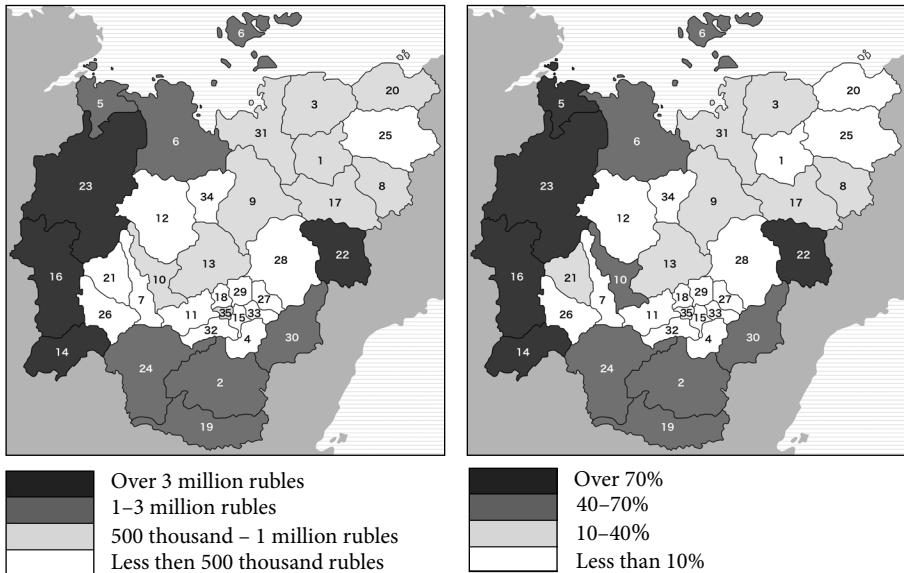 6
20
5 3
31 25
6
1
23 8
34 9 17
12
13 28 22
16 21 10
7 18 29 27
26 11 35 15 33
32 4 30
14
24 2
19
6
20
5 3
31 25
6
1
23 8
34 9 17
12
13 28 22
16 21 10
7 18 29 27
26 11 35 15 33
32 4 30
14
24 2
19
Over 3 million rubles
1–3 million rubles
500 thousand – 1 million rubles
Less then 500 thousand rubles
Over 70%
40–70%
10–40%
Less than 10%